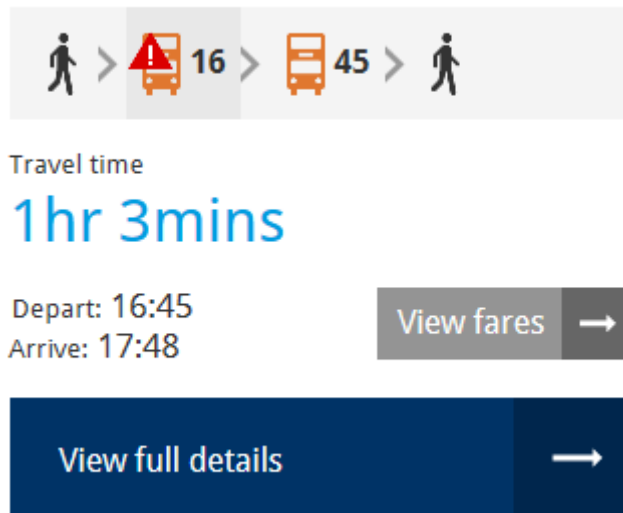 16 45
Travel time
1hr 3mins
Depart: 16:45
Arrive: 17:48
View fares
View full details